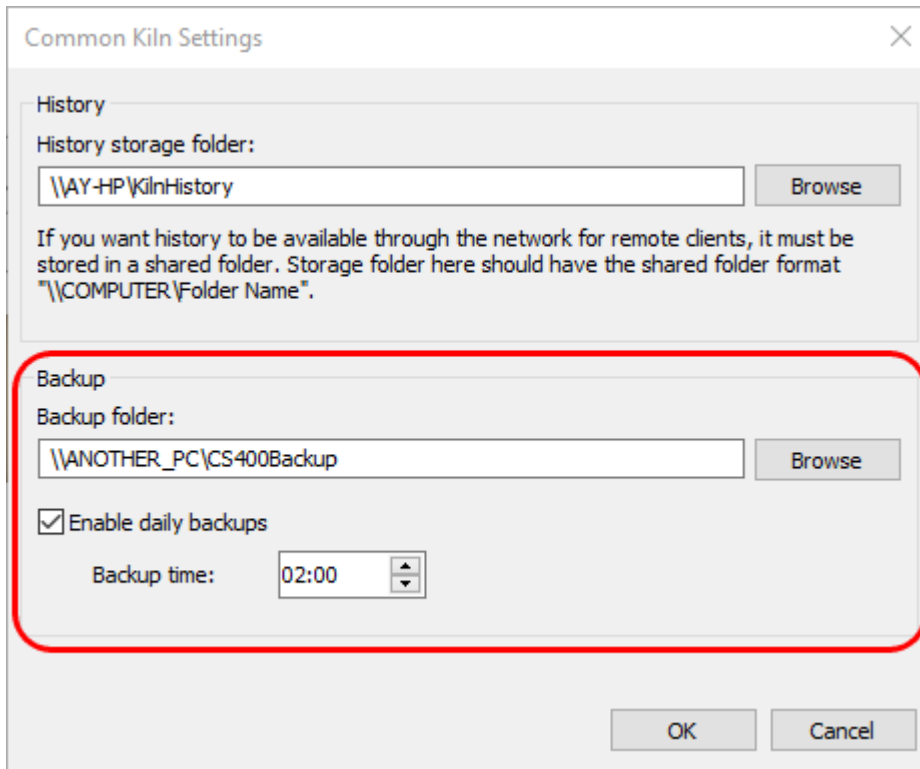 Common Kiln Settings
History
History storage folder:
\\AY-HP\KilnHistory
Browse
If you want history to be available through the network for remote clients, it must be
stored in a shared folder. Storage folder here should have the shared folder format
"\\COMPUTER\Folder Name".
Backup
Backup folder:
\\ANOTHER_PC\CS400Backup
Browse
Enable daily backups
Backup time:
02:00
OK
Cancel